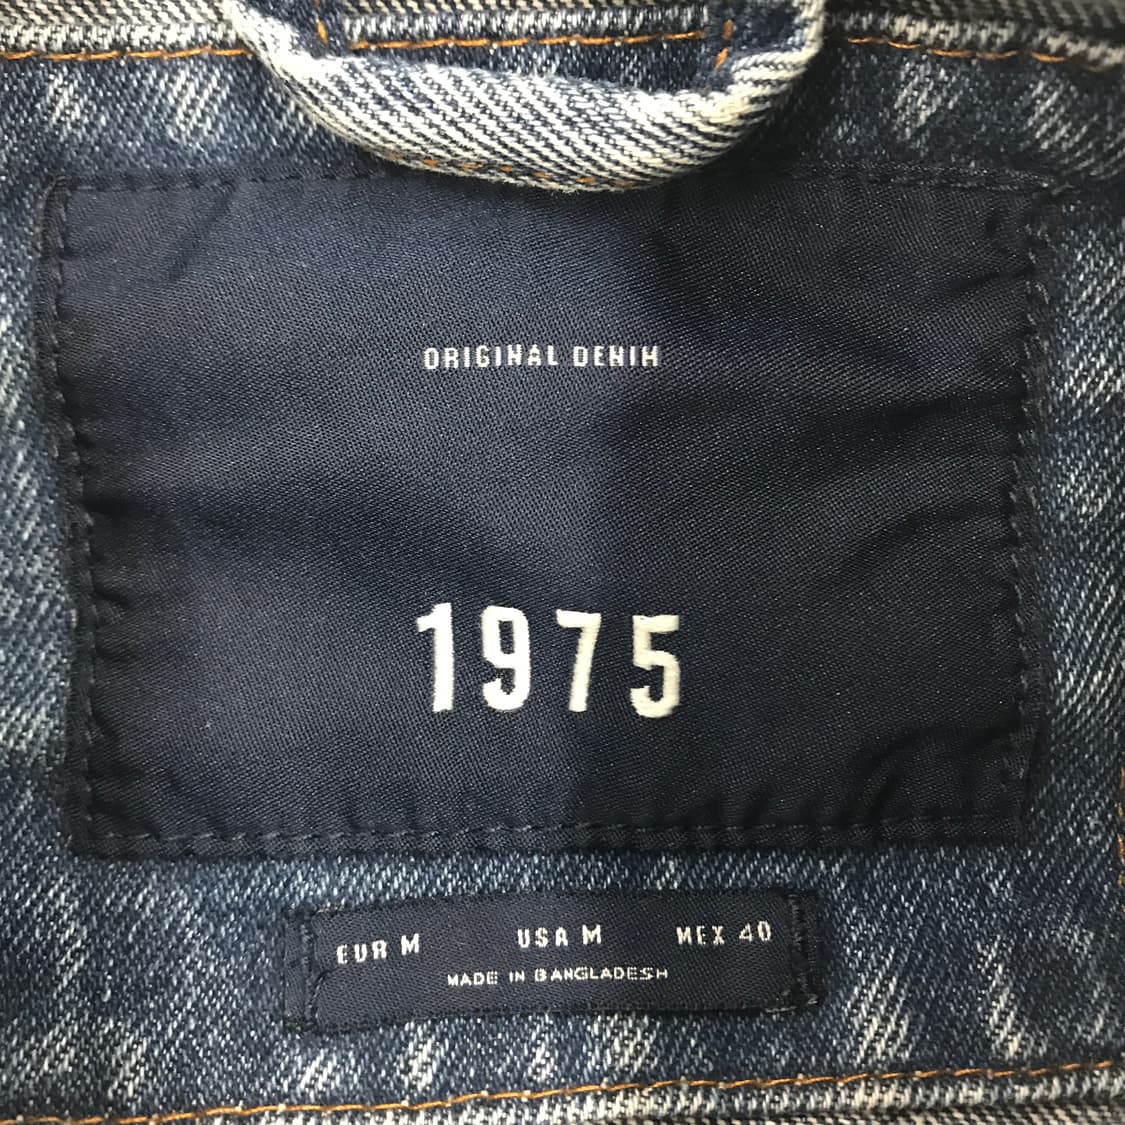 ORIGINAL DENIM
1975
EUR M USA M MEX 40
MADE IN BANGLADESH